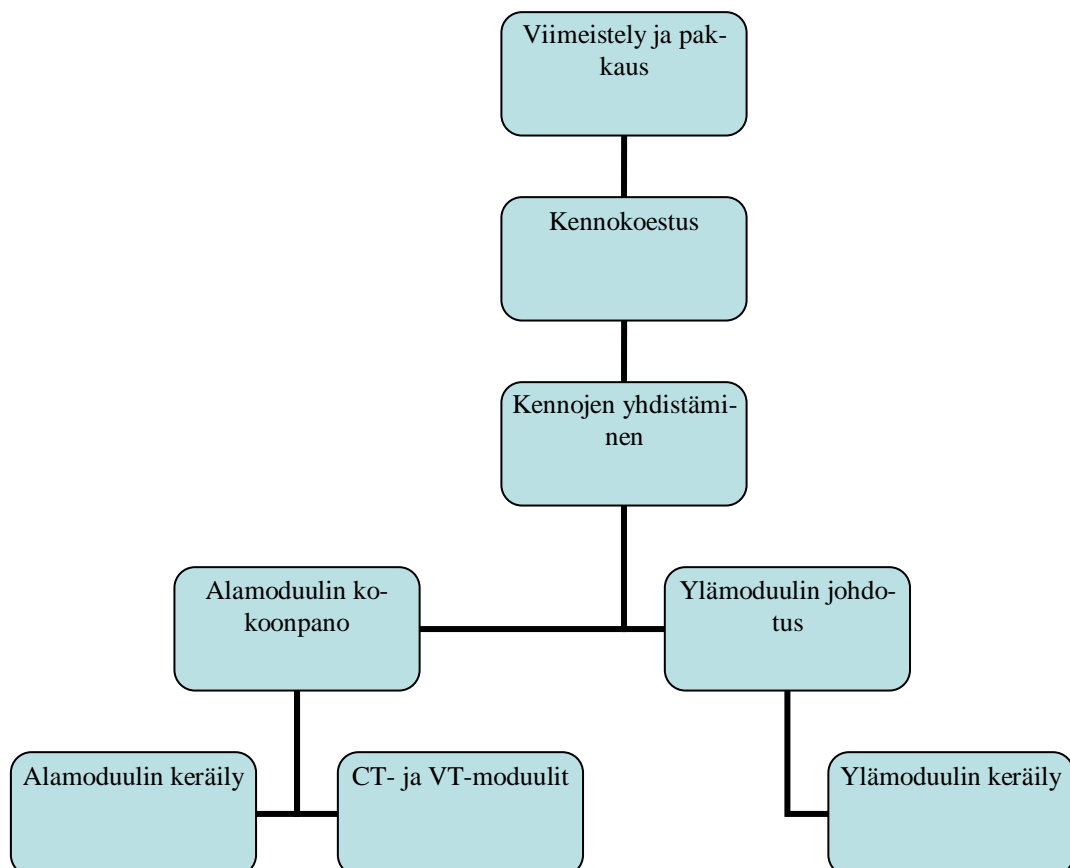 Viimeistely ja pak-
kaus
Kennokoestus
Kennojen yhdistämi-
nen
Alamoduulin ko-
koonpano
Ylämoduulin johdo-
tus
Alamoduulin keräily
CT- ja VT-moduulit
Ylämoduulin keräily